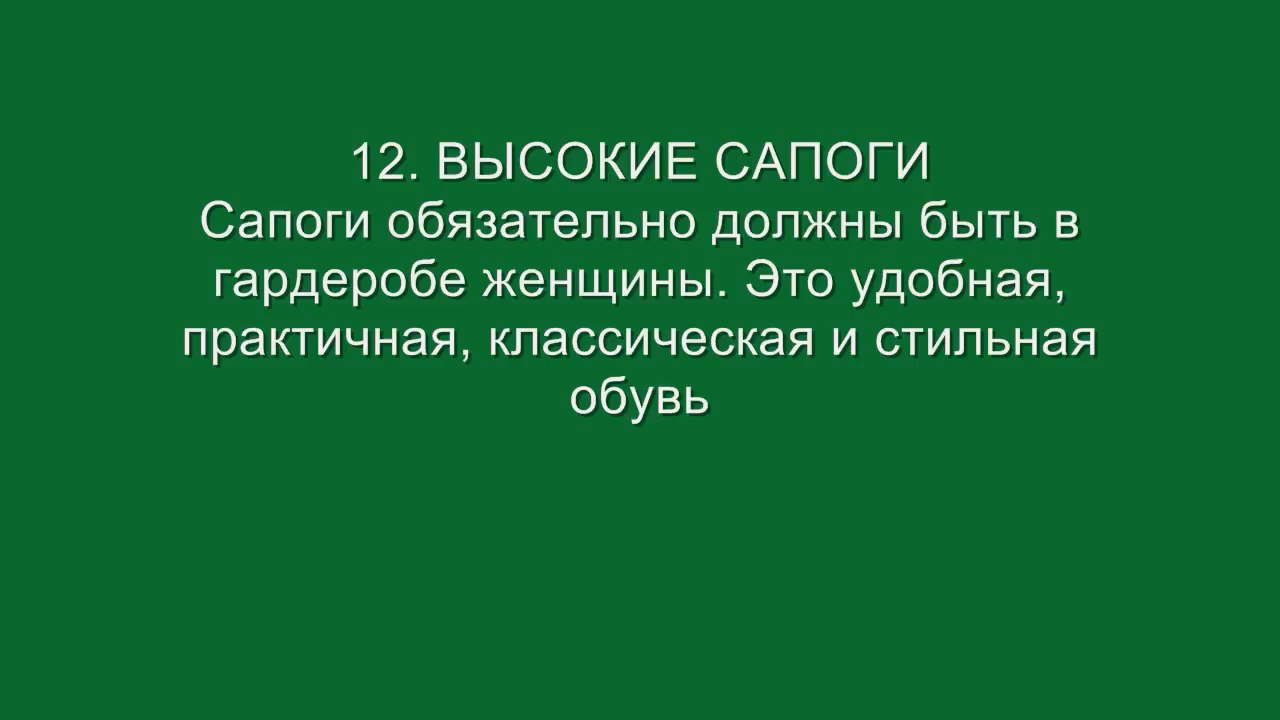 12. ВЫСОКИЕ САПОГИ
Сапоги обязательно должны быть в
гардеробе женщины. Это удобная,
практичная, классическая и стильная
обувь